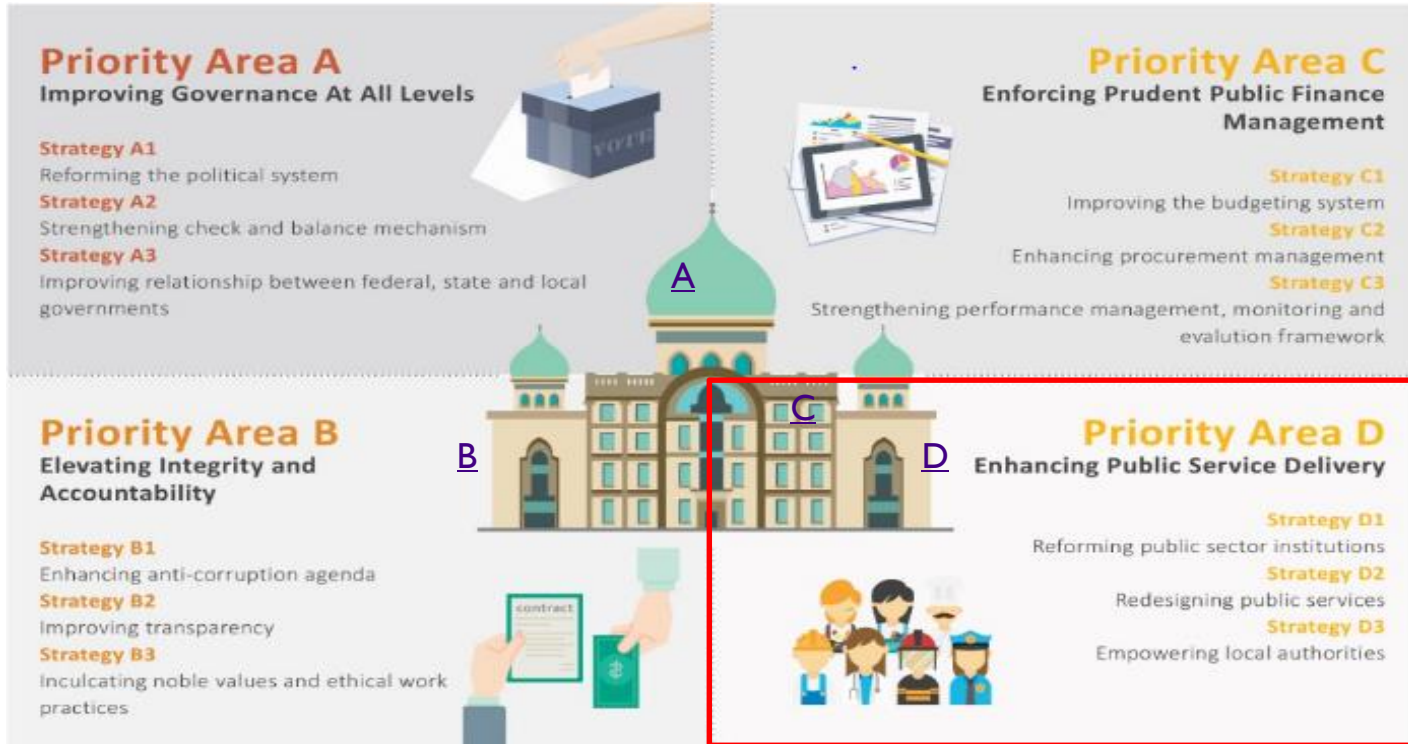 Priority Area A
Improving Governance At All Levels
Strategy A1
Reforming the political system
Strategy A2
Strengthening check and balance mechanism
Strategy A3
Improving relationship between federal, state and local
governments
VOTE
Priority Area C
Enforcing Prudent Public Finance
Management
Strategy C1
Improving the budgeting system
Strategy C2
Enhancing procurement management
Strategy C3
Strengthening performance management, monitoring and
evalution framework
A
B
C
D
Priority Area B
Elevating Integrity and
Accountability
Strategy B1
Enhancing anti-corruption agenda
Strategy B2
Improving transparency
Strategy B3
Inculcating noble values and ethical work
practices
contract
$
Priority Area D
Enhancing Public Service Delivery
Strategy D1
Reforming public sector institutions
Strategy D2
Redesigning public services
Strategy D3
Empowering local authorities